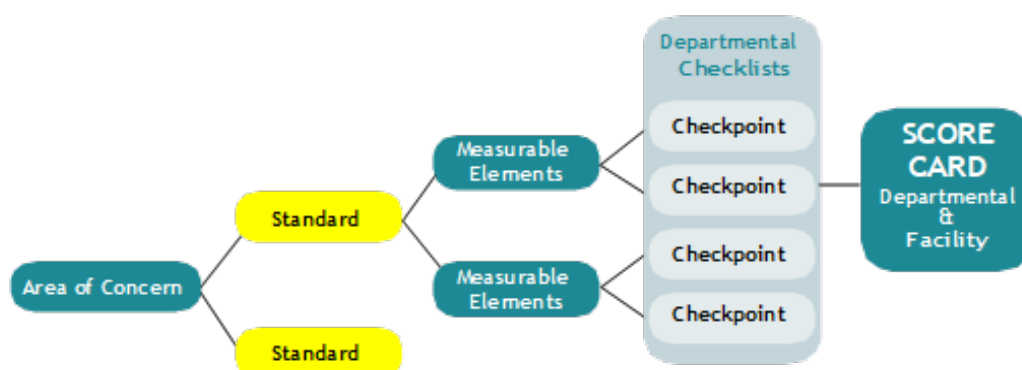 Area of Concern
Standard
Standard
Measurable
Elements
Measurable
Elements
Departmental
Checklists
Checkpoint
Checkpoint
Checkpoint
Checkpoint
SCORE
CARD
Departmental
&
Facility